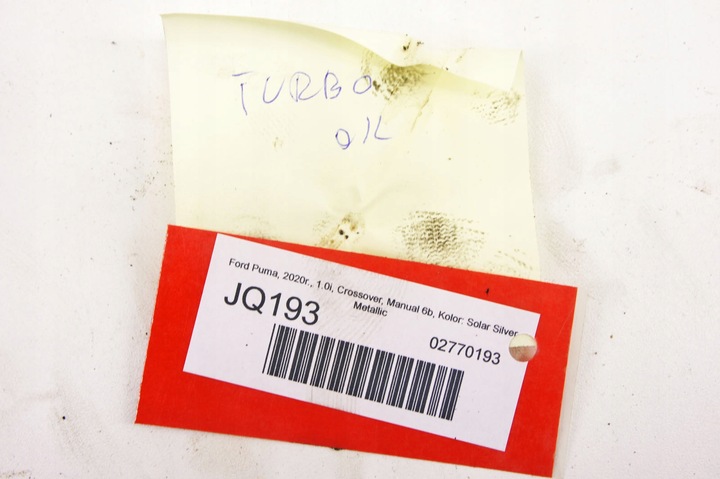 TURBO
OIL
Ford Puma, 2020r., 1.0i, Crossover, Manual 6b, Kolor: Solar Silver
Metallic
JQ193
02770193